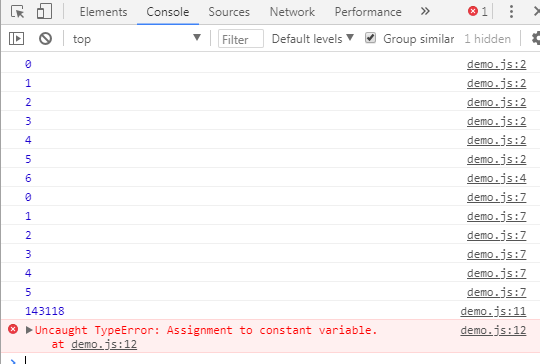 Elements Console Sources Network Performance » 1
top Filter Default levels Group similar 1 hidden
0 demo.js:2
1 demo.js:2
2 demo.js:2
3 demo.js:2
4 demo.js:2
5 demo.js:2
6 demo.js:4
0 demo.js:7
1 demo.js:7
2 demo.js:7
3 demo.js:7
4 demo.js:7
5 demo.js:7
143118 demo.js:11
Uncaught TypeError: Assignment to constant variable. demo.js:12
at demo.js:12